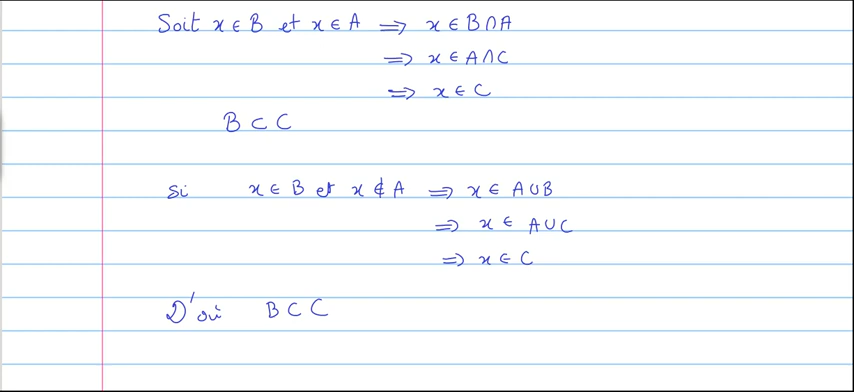 Soit x ∈ B et x ∈ A ⟹ x ∈ B∩A
⟹ x ∈ A∩C
⟹ x ∈ C
B ⊂ C
Si x ∈ B et x ∉ A ⟹ x ∈ A∪B
⟹ x ∈ A∪C
⟹ x ∈ C
D'où B ⊂ C